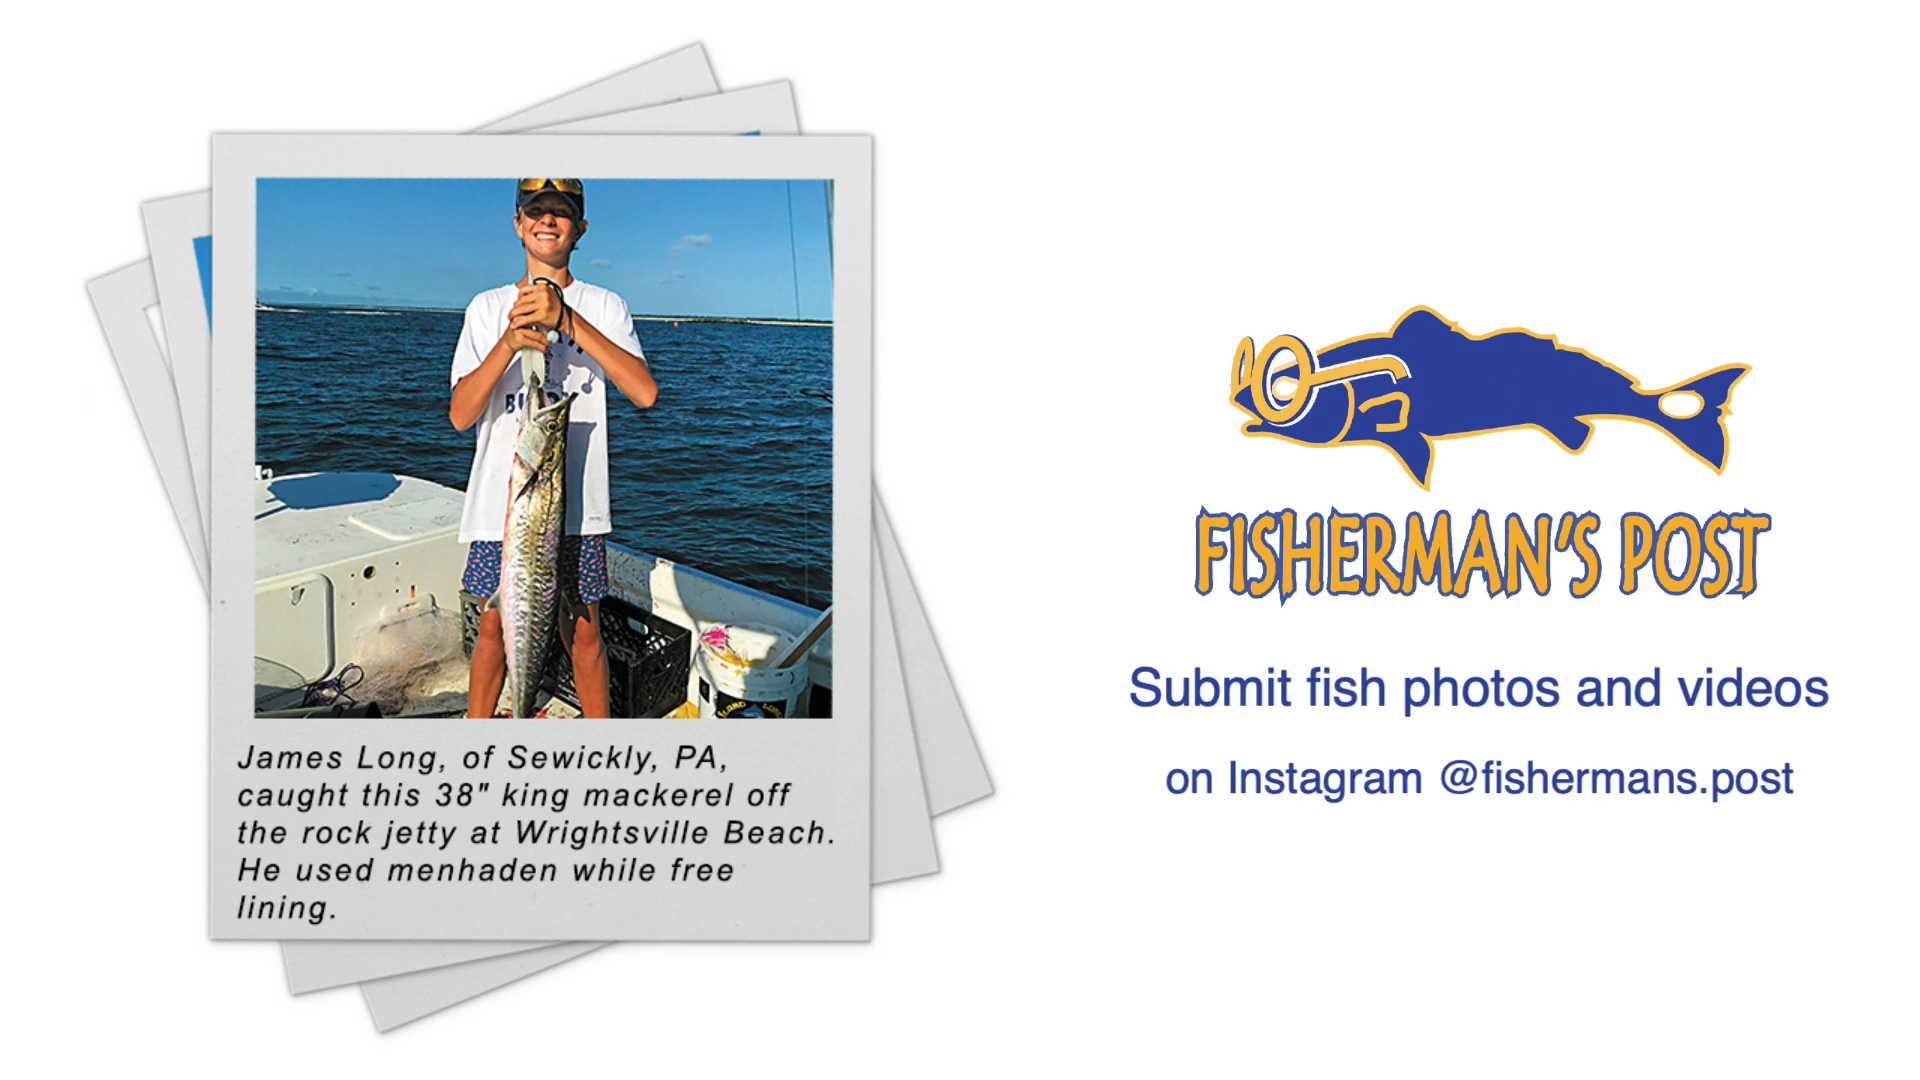 James Long, of Sewickly, PA,
caught this 38" king mackerel off
the rock jetty at Wrightsville Beach.
He used menhaden while free
lining.
FISHERMAN'S POST
Submit fish photos and videos
on Instagram @fishermans.post